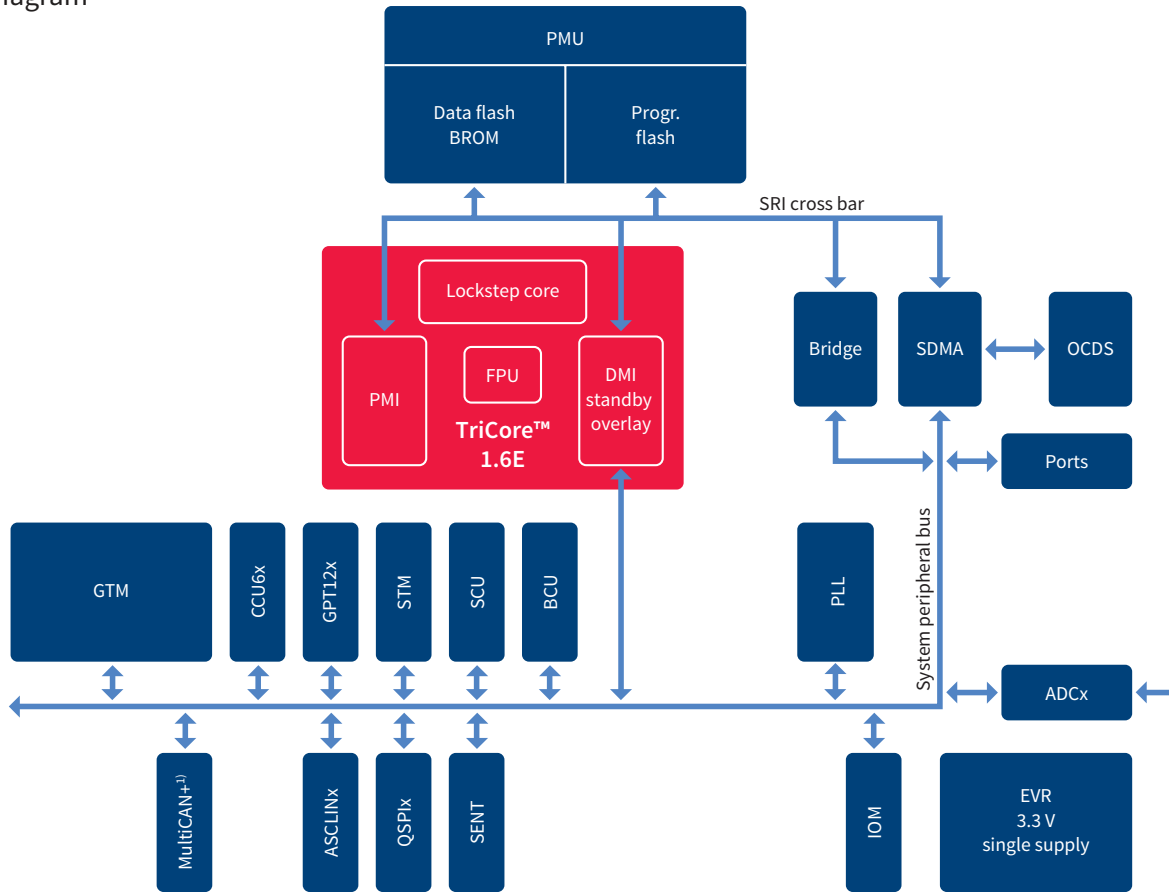 PMU
Data flash
BROM
Progr.
flash
SRI cross bar
Lockstep core
PMI
FPU
DMI
standby
overlay
TriCore™
1.6E
Bridge
SDMA
OCDS
Ports
System peripheral bus
GTM
CCU6x
GPT12x
STM
SCU
BCU
PLL
ADCx
MultiCAN+1)
ASCLINx
QSPIx
SENT
IOM
EVR
3.3 V
single supply